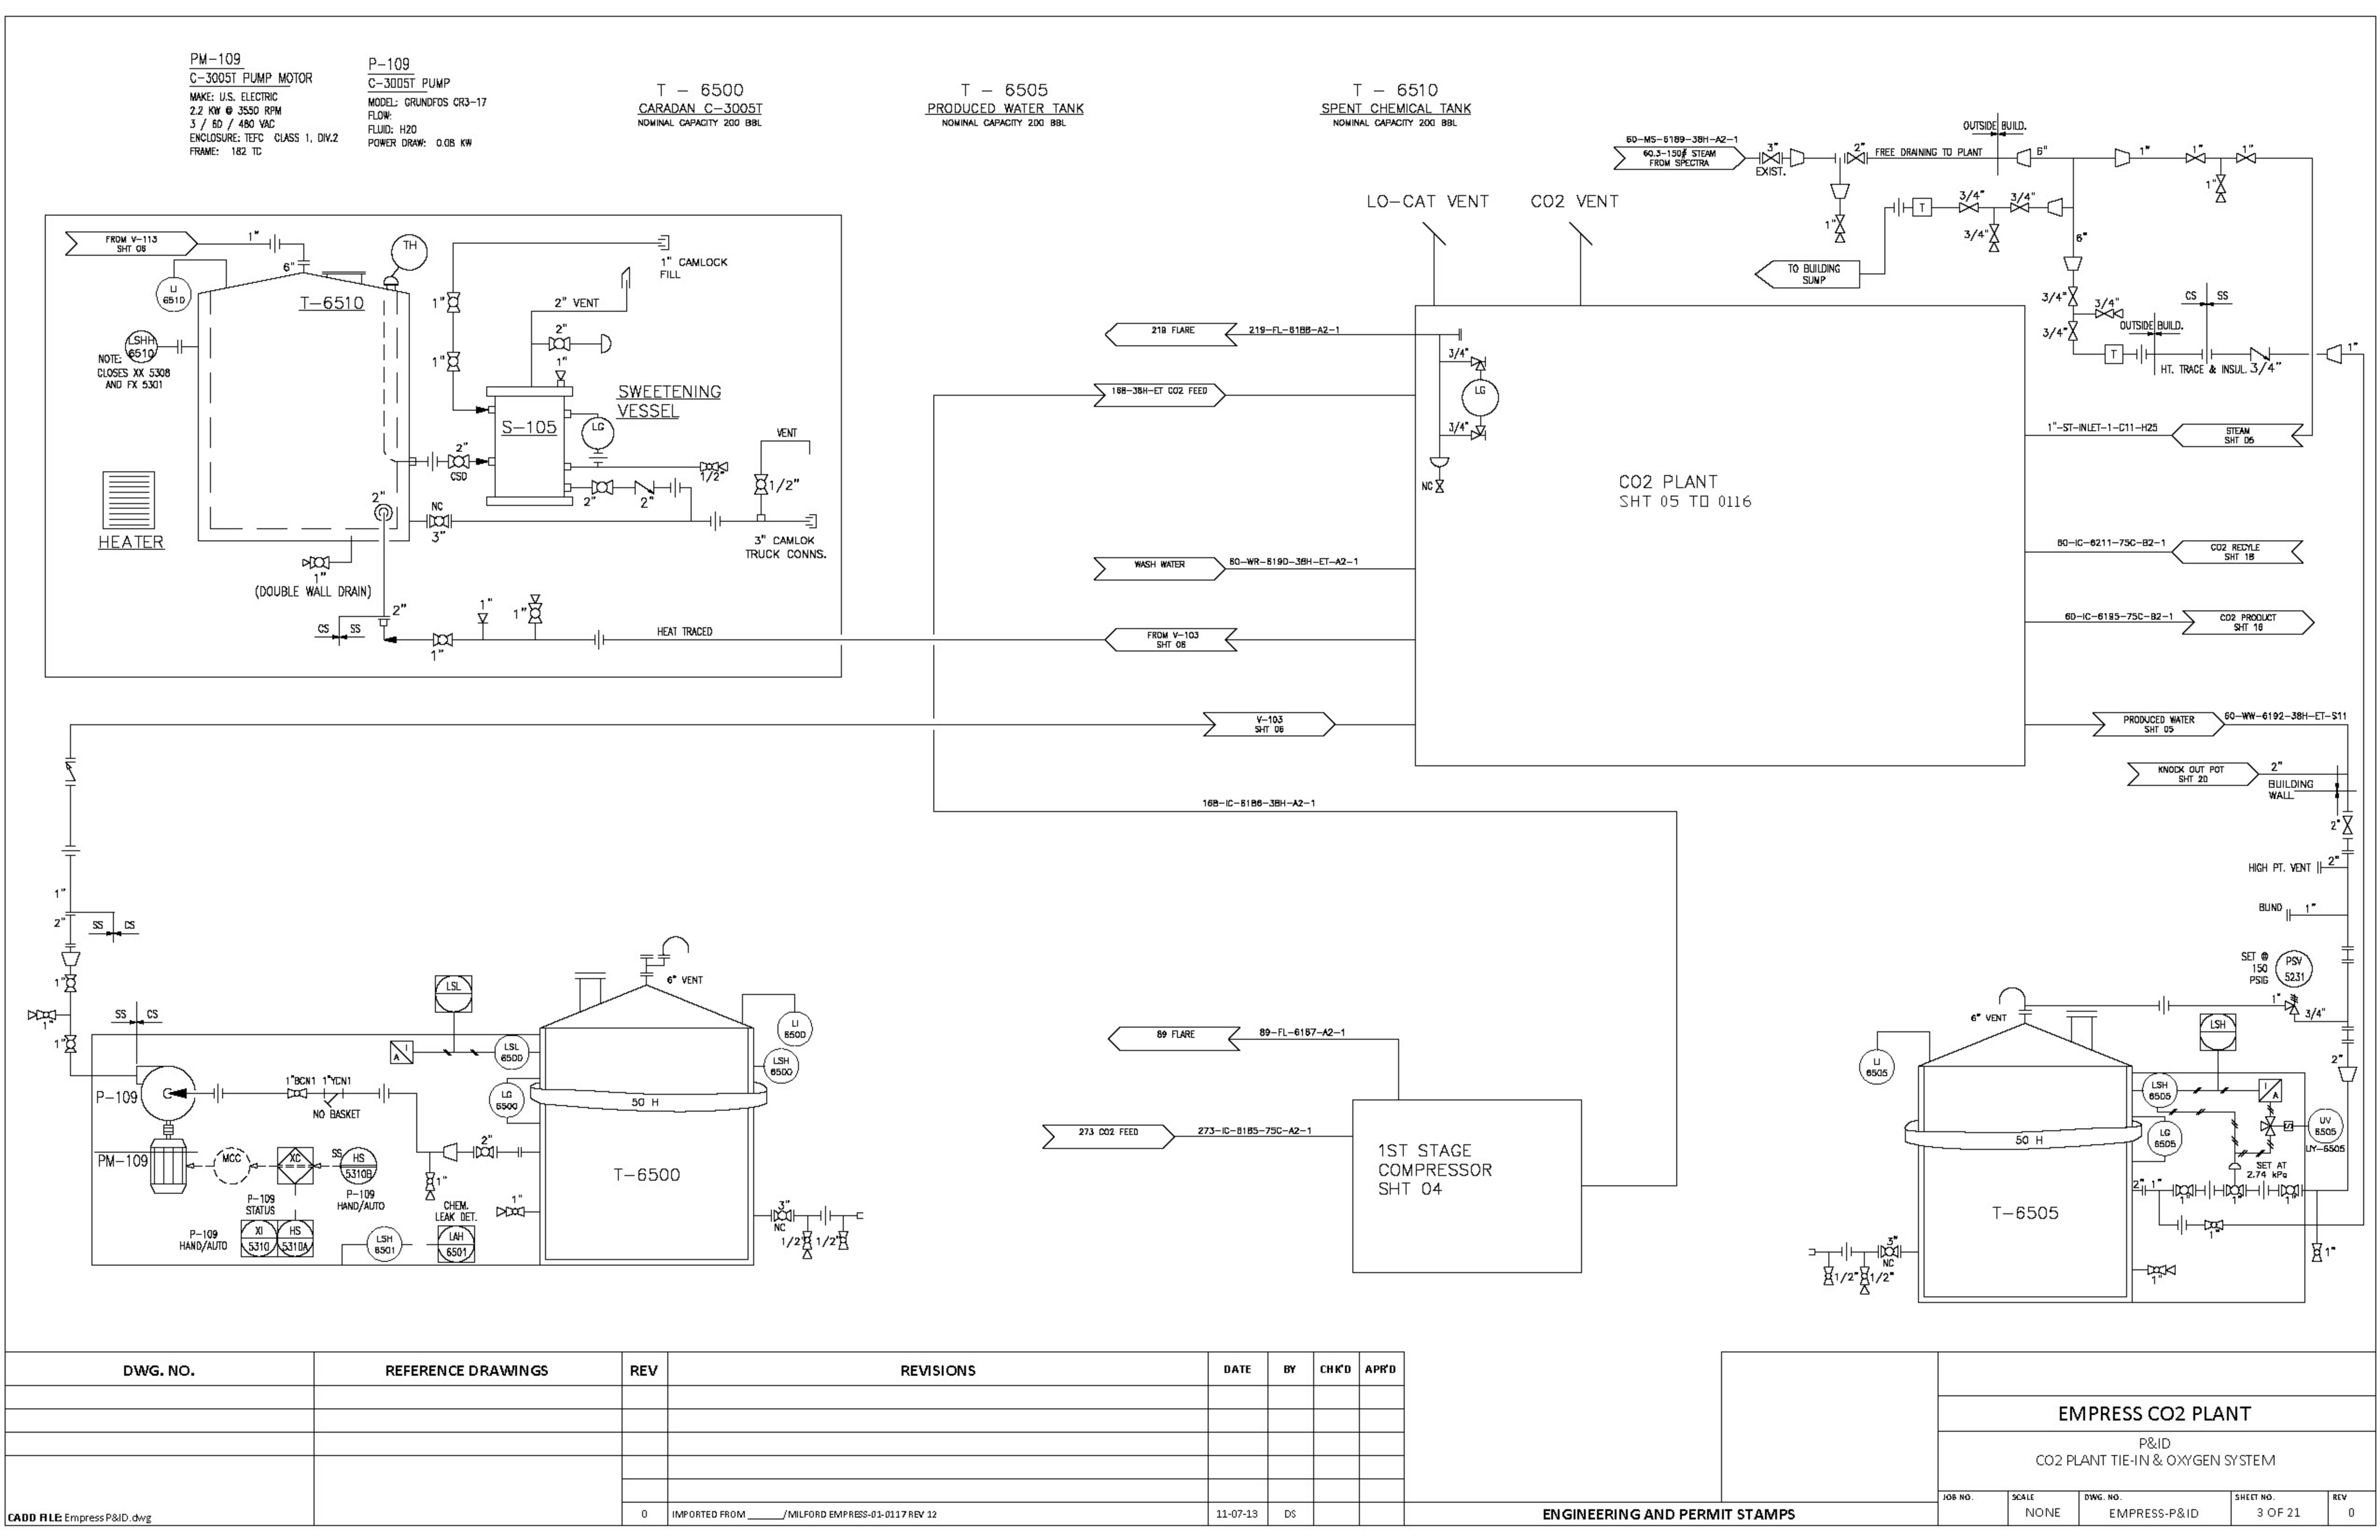 PM-109
C-3005T PUMP MOTOR
MAKE: U.S. ELECTRIC
2.2 KW @ 3550 RPM
3 / 60 / 480 VAC
ENCLOSURE: TEFC CLASS 1, DIV.2
FRAME: 182 TC
P-109
C-3005T PUMP
MODEL: GRUNDFOS CR3-17
FLOW:
FLUID: H2O
POWER DRAW: 0.08 KW
T - 6500
CARADAN C-3005T
NOMINAL CAPACITY 200 BBL
T - 6505
PRODUCED WATER TANK
NOMINAL CAPACITY 200 BBL
T - 6510
SPENT CHEMICAL TANK
NOMINAL CAPACITY 200 BBL
60-MS-6189-38H-A2-1
60.3-150# STEAM
FROM SPECTRA
3"
EXIST.
2"
FREE DRAINING TO PLANT
OUTSIDE BUILD.
6"
1"
1"
1"
1"
1"
3/4"
3/4"
3/4"
T
6"
TO BUILDING
SUMP
3/4"
3/4"
3/4"
CS SS
OUTSIDE BUILD.
T
HT. TRACE & INSUL. 3/4"
1"
LO-CAT VENT
CO2 VENT
FROM V-113
SHT 06
1"
6"
TH
LI
6510
T-6510
LSHH
6510
NOTE:
CLOSES XX 5308
AND FX 5301
1"
1"
1" CAMLOCK
FILL
2" VENT
2"
1"
SWEETENING
VESSEL
S-105
LG
2"
CSD
VENT
1/2"
1/2"
2"
2"
HEATER
2"
NC
3"
3" CAMLOK
TRUCK CONNS.
1"
(DOUBLE WALL DRAIN)
2"
CS SS
1"
1"
1"
HEAT TRACED
219 FLARE
219-FL-6188-A2-1
3/4"
LG
3/4"
NC
168-38H-ET CO2 FEED
CO2 PLANT
SHT 05 TO 0116
WASH WATER
60-WR-6190-38H-ET-A2-1
FROM V-103
SHT 06
V-103
SHT 06
1"-ST-INLET-1-C11-H25
STEAM
SHT 05
60-IC-6211-75C-B2-1
CO2 RECYLE
SHT 18
60-IC-6195-75C-B2-1
CO2 PRODUCT
SHT 16
PRODUCED WATER
SHT 05
60-WW-6192-38H-ET-S11
KNOCK OUT POT
SHT 20
2"
BUILDING
WALL
2"
HIGH PT. VENT
2"
BLIND
1"
168-IC-6186-38H-A2-1
1"
2"
SS CS
1"
1"
1"
SS CS
P-109
1"BCN1 1"YCN1
NO BASKET
PM-109
MCC
XC
SS
HS
5310B
P-109
HAND/AUTO
P-109
STATUS
XI
5310
HS
5310A
P-109
HAND/AUTO
LSH
6501
CHEM.
LEAK DET.
LAH
6501
1"
2"
1"
LSL
I
A
LSL
6500
LG
6500
6" VENT
LI
6500
LSH
6500
50 H
T-6500
3"
NC
1/2" 1/2"
89 FLARE
89-FL-6187-A2-1
273 CO2 FEED
273-IC-6185-75C-A2-1
1ST STAGE
COMPRESSOR
SHT 04
SET @
150
PSIG
PSV
5231
1"
3/4"
6" VENT
LI
6505
LSH
2"
LSH
6505
I
A
LG
6505
UV
6505
UY-6505
SET AT
2.74 kPa
50 H
T-6505
2" 1"
1"
1"
1"
1"
1"
1"
3"
NC
1/2" 1/2"
DWG. NO.
REFERENCE DRAWINGS
REV
REVISIONS
DATE
BY
CHK'D
APR'D
0
IMPORTED FROM ______/MILFORD EMPRESS-01-0117 REV 12
11-07-13
DS
CADD FILE: Empress P&ID.dwg
ENGINEERING AND PERMIT STAMPS
EMPRESS CO2 PLANT
P&ID
CO2 PLANT TIE-IN & OXYGEN SYSTEM
JOB NO.
SCALE
NONE
DWG. NO.
EMPRESS-P&ID
SHEET NO.
3 OF 21
REV
0